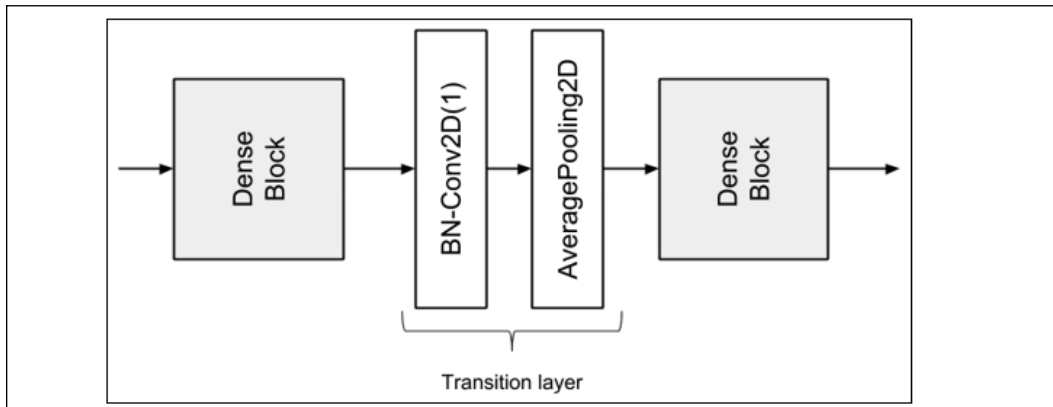 Dense
Block
BN-Conv2D(1)
AveragePooling2D
Dense
Block
Transition layer